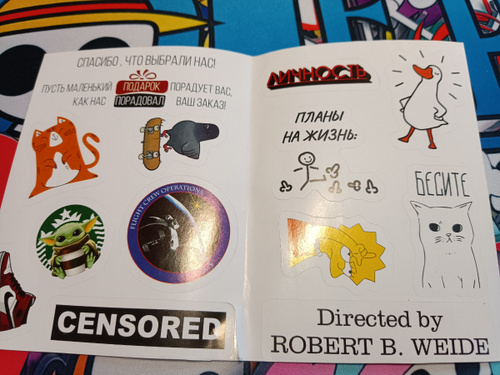 СПАСИБО, ЧТО ВЫБРАЛИ НАС!
ПУСТЬ МАЛЕНЬКИЙ ПОДАРОК ПОРАДУЕТ ВАС,
КАК НАС ПОРАДОВАЛ ВАШ ЗАКАЗ!
FLIGHT CREW OPERATIONS
CENSORED
ЛИЧНОСТЬ
ПЛАНЫ
НА ЖИЗНЬ:
БЕСИТЕ
Directed by
ROBERT B. WEIDE